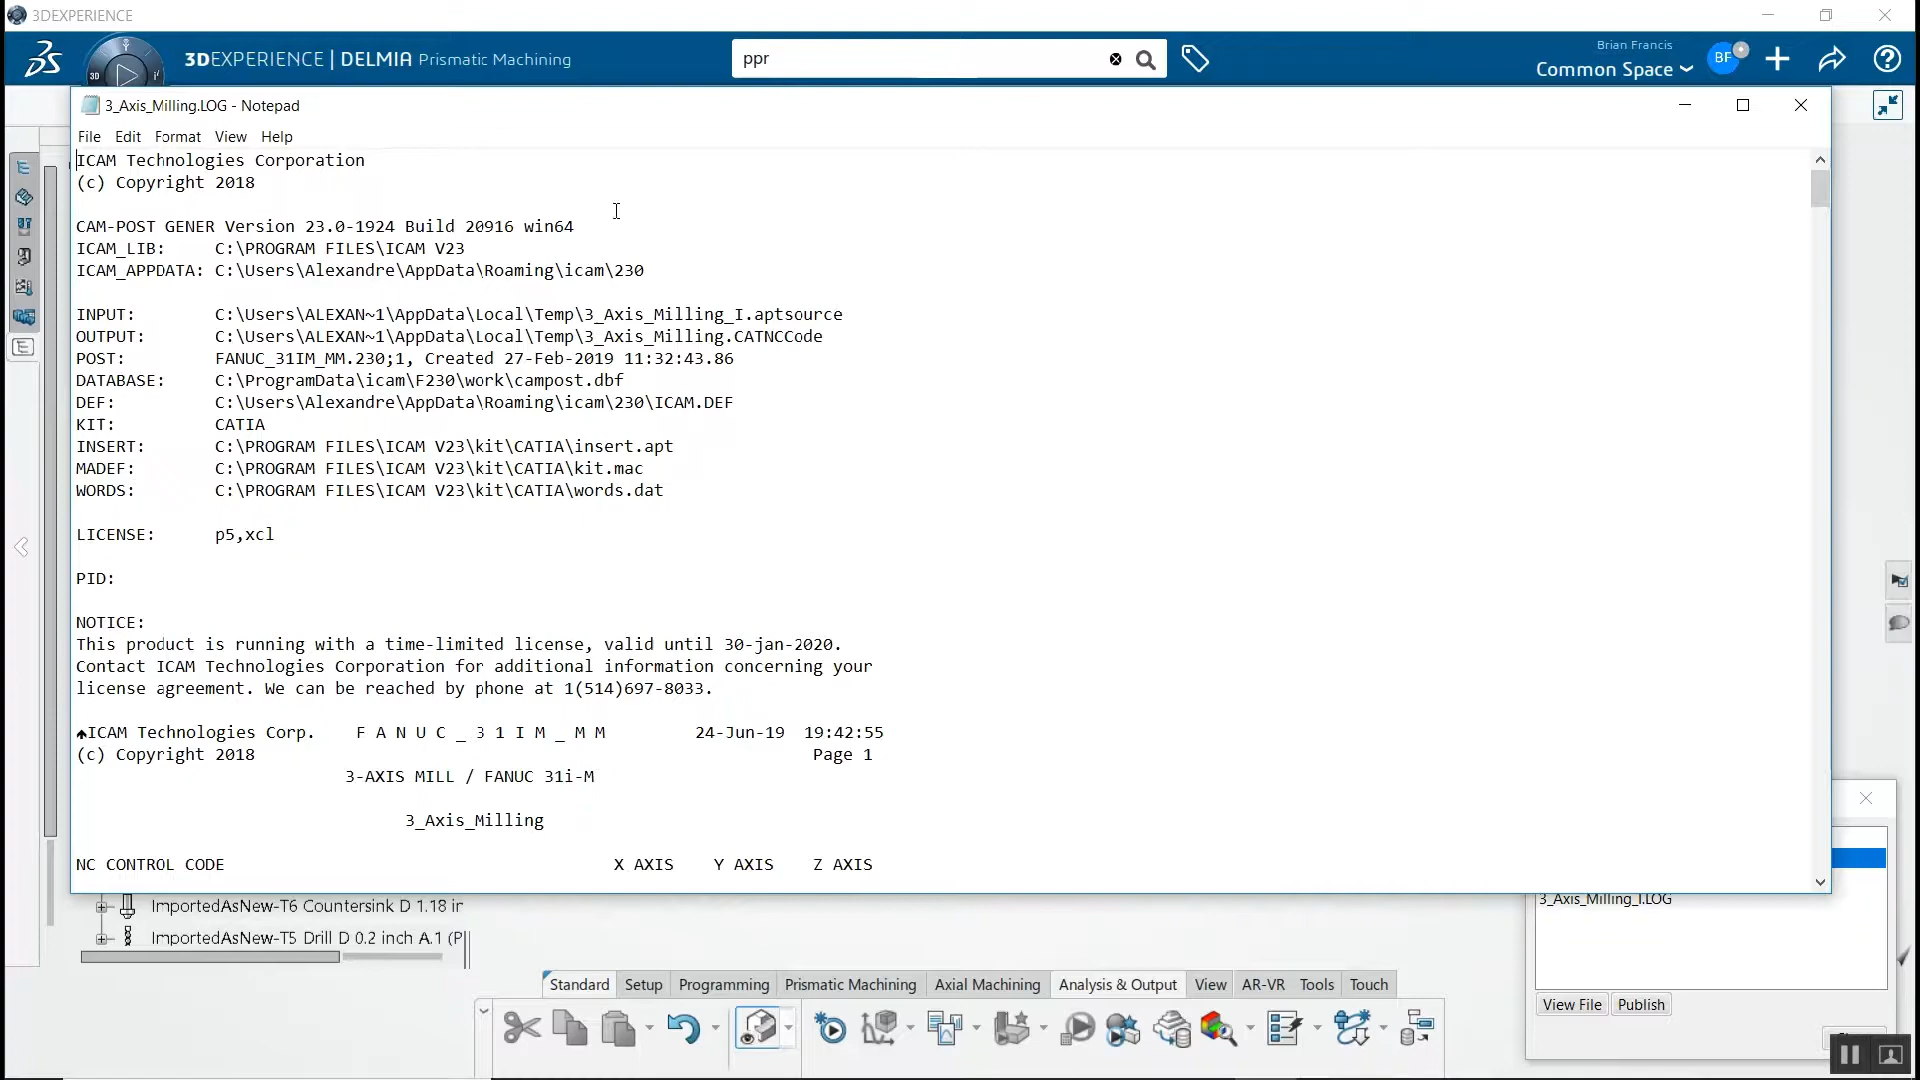 3DEXPERIENCE
3DEXPERIENCE | DELMIA Prismatic Machining
ppr
Brian Francis
Common Space
BF
3D
3_Axis_Milling.LOG - Notepad
File Edit Format View Help
ICAM Technologies Corporation
(c) Copyright 2018
CAM-POST GENER Version 23.0-1924 Build 20916 win64
ICAM_LIB: C:\PROGRAM FILES\ICAM V23
ICAM_APPDATA: C:\Users\Alexandre\AppData\Roaming\icam\230
INPUT: C:\Users\ALEXAN~1\AppData\Local\Temp\3_Axis_Milling_I.aptsource
OUTPUT: C:\Users\ALEXAN~1\AppData\Local\Temp\3_Axis_Milling.CATNCCode
POST: FANUC_31IM_MM.230;1, Created 27-Feb-2019 11:32:43.86
DATABASE: C:\ProgramData\icam\F230\work\campost.dbf
DEF: C:\Users\Alexandre\AppData\Roaming\icam\230\ICAM.DEF
KIT: CATIA
INSERT: C:\PROGRAM FILES\ICAM V23\kit\CATIA\insert.apt
MADEF: C:\PROGRAM FILES\ICAM V23\kit\CATIA\kit.mac
WORDS: C:\PROGRAM FILES\ICAM V23\kit\CATIA\words.dat
LICENSE: p5,xcl
PID:
NOTICE:
This product is running with a time-limited license, valid until 30-jan-2020.
Contact ICAM Technologies Corporation for additional information concerning your
license agreement. We can be reached by phone at 1(514)697-8033.
ICAM Technologies Corp. F A N U C _ 3 1 I M _ M M 24-Jun-19 19:42:55
(c) Copyright 2018 Page 1
3-AXIS MILL / FANUC 31i-M
3_Axis_Milling
NC CONTROL CODE X AXIS Y AXIS Z AXIS
ImportedAsNew-T6 Countersink D 1.18 in
ImportedAsNew-T5 Drill D 0.2 inch A.1 (P
3_Axis_Milling_I.LOG
View File Publish
Standard Setup Programming Prismatic Machining Axial Machining Analysis & Output View AR-VR Tools Touch